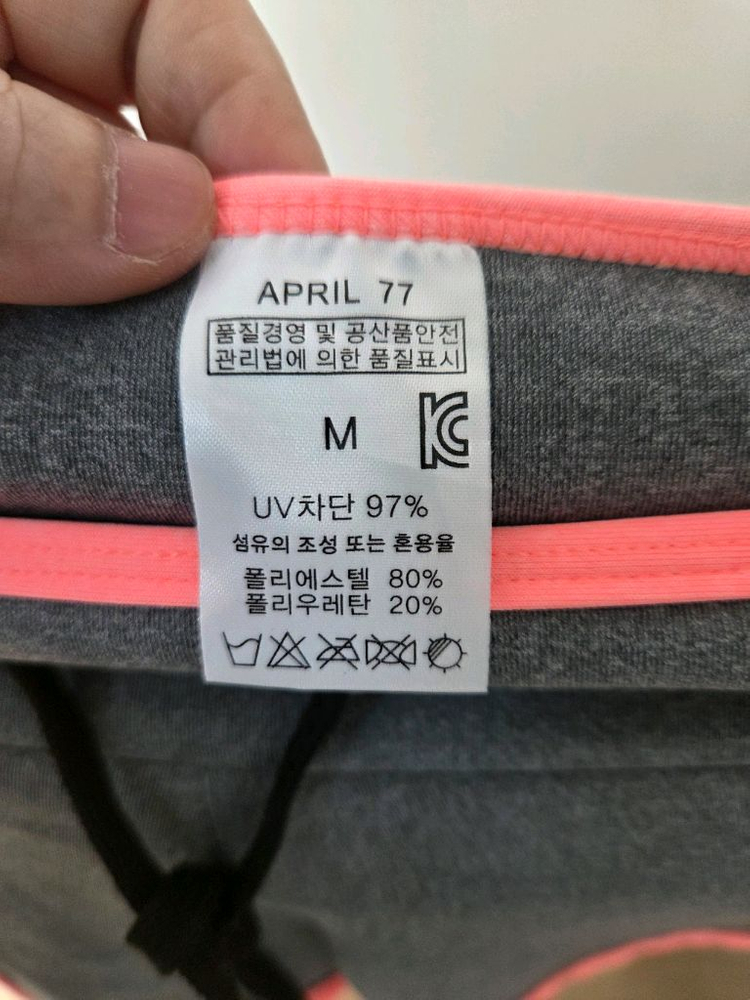 APRIL 77
품질경영 및 공산품안전
관리법에 의한 품질표시
M
KC
UV차단 97%
섬유의 조성 또는 혼용율
폴리에스텔 80%
폴리우레탄 20%